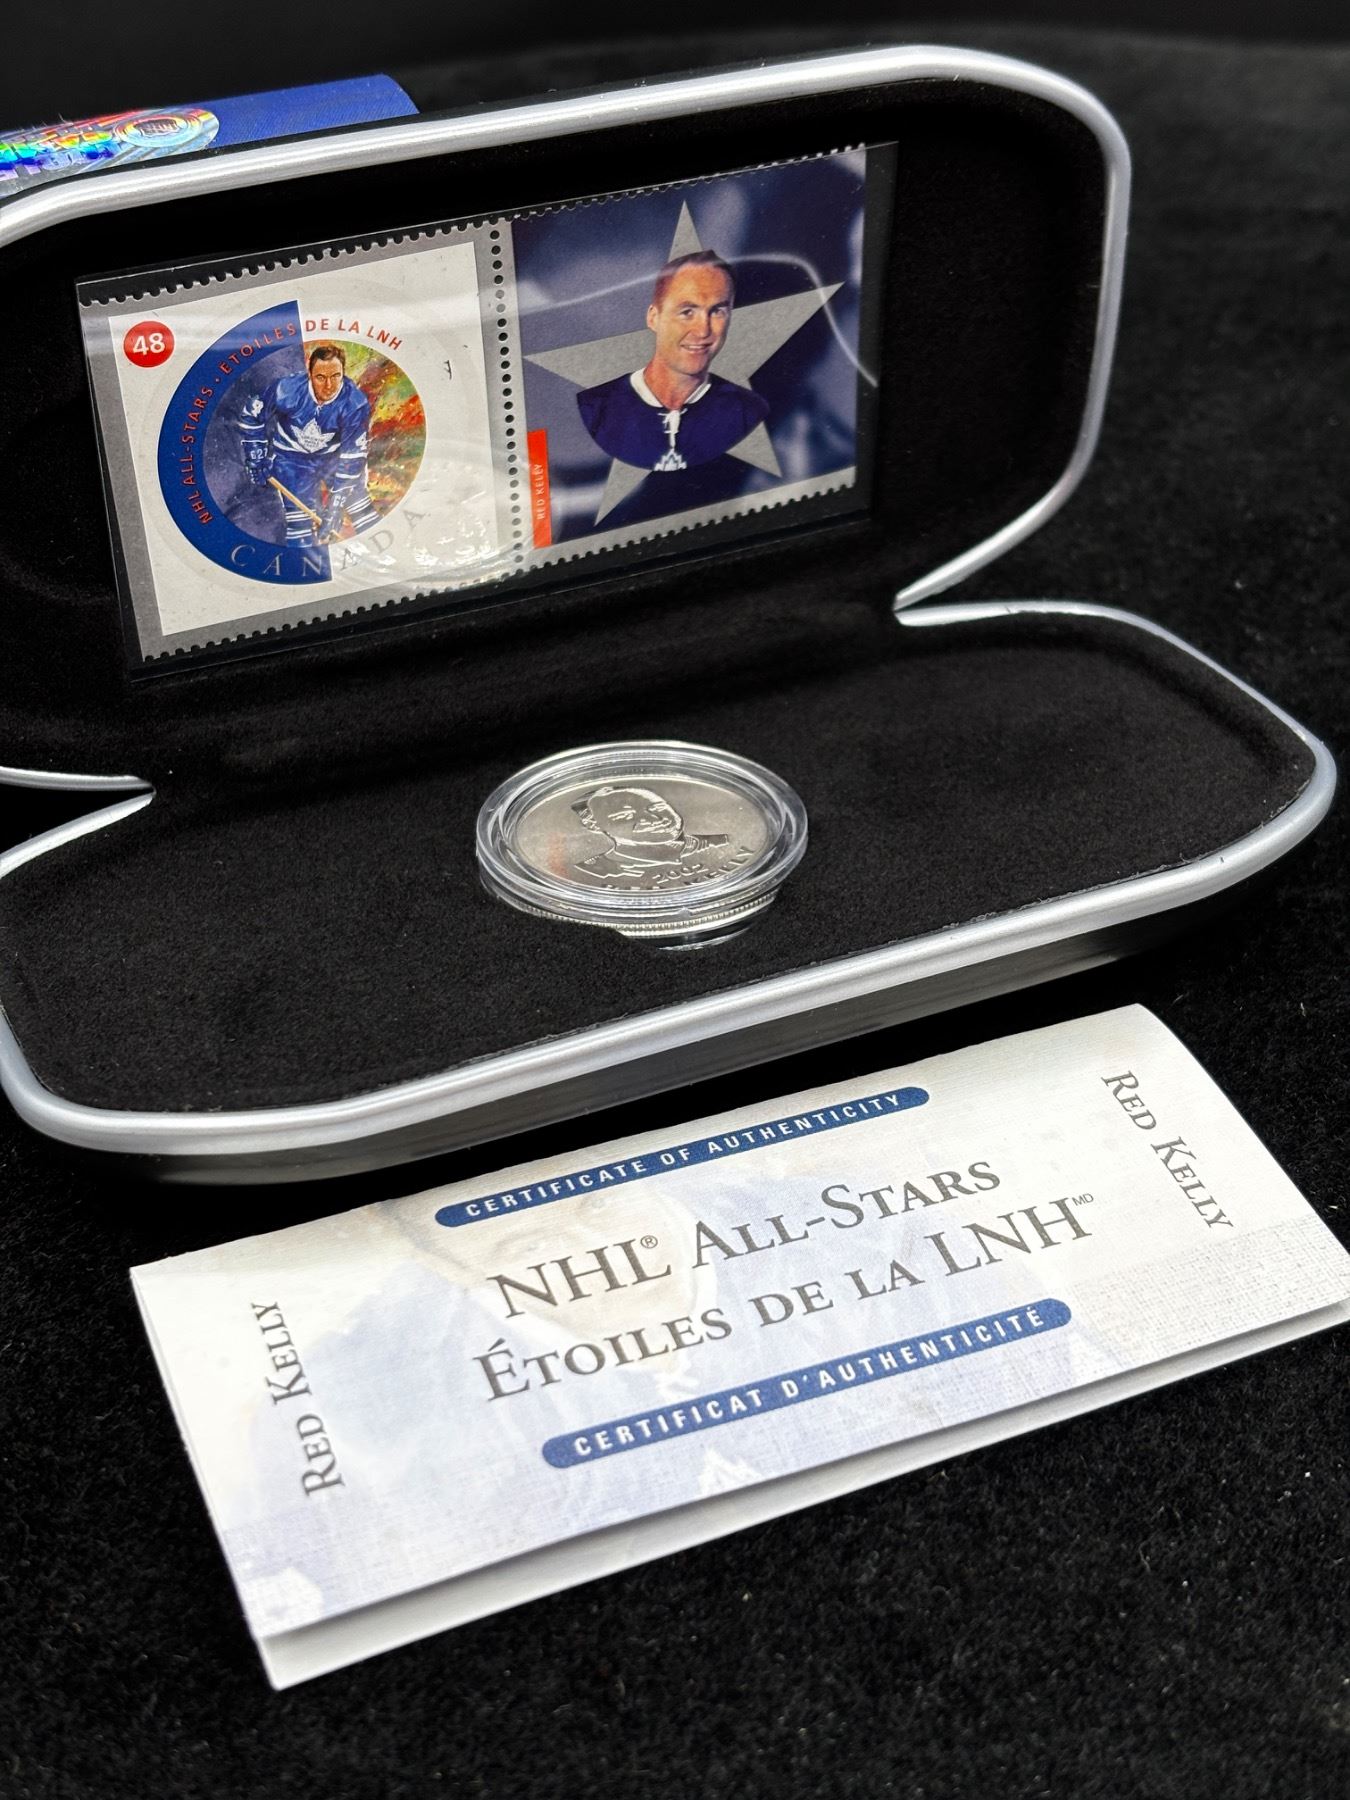 48
NHL ALL-STARS • ETOILES DE LA LNH
CANADA
RED KELLY
CERTIFICATE OF AUTHENTICITY
NHL® ALL-STARS
ÉTOILES DE LA LNH MD
CERTIFICAT D'AUTHENTICITÉ
RED KELLY
RED KELLY